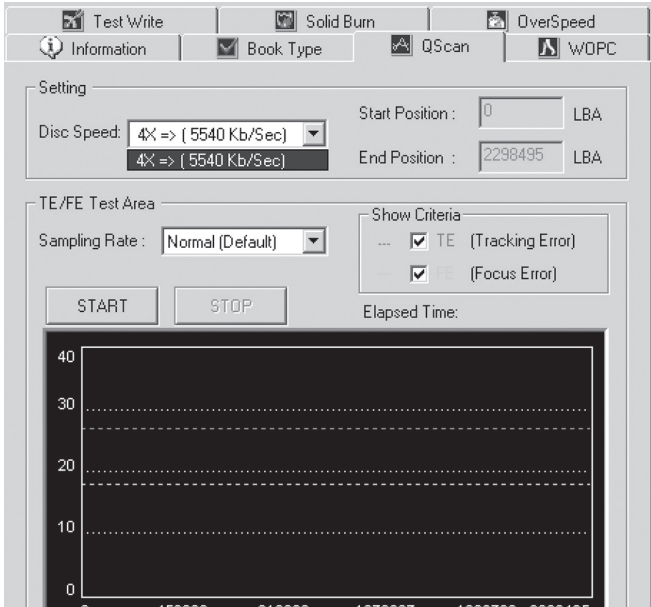 Test Write
Solid Burn
OverSpeed
Information
Book Type
QScan
WOPC
Setting
Disc Speed: 4X => ( 5540 Kb/Sec)
4X => ( 5540 Kb/Sec)
Start Position : 0 LBA
End Position : 2298495 LBA
TE/FE Test Area
Sampling Rate : Normal (Default)
Show Criteria
--- TE (Tracking Error)
FE (Focus Error)
START
STOP
Elapsed Time:
40
30
20
10
0